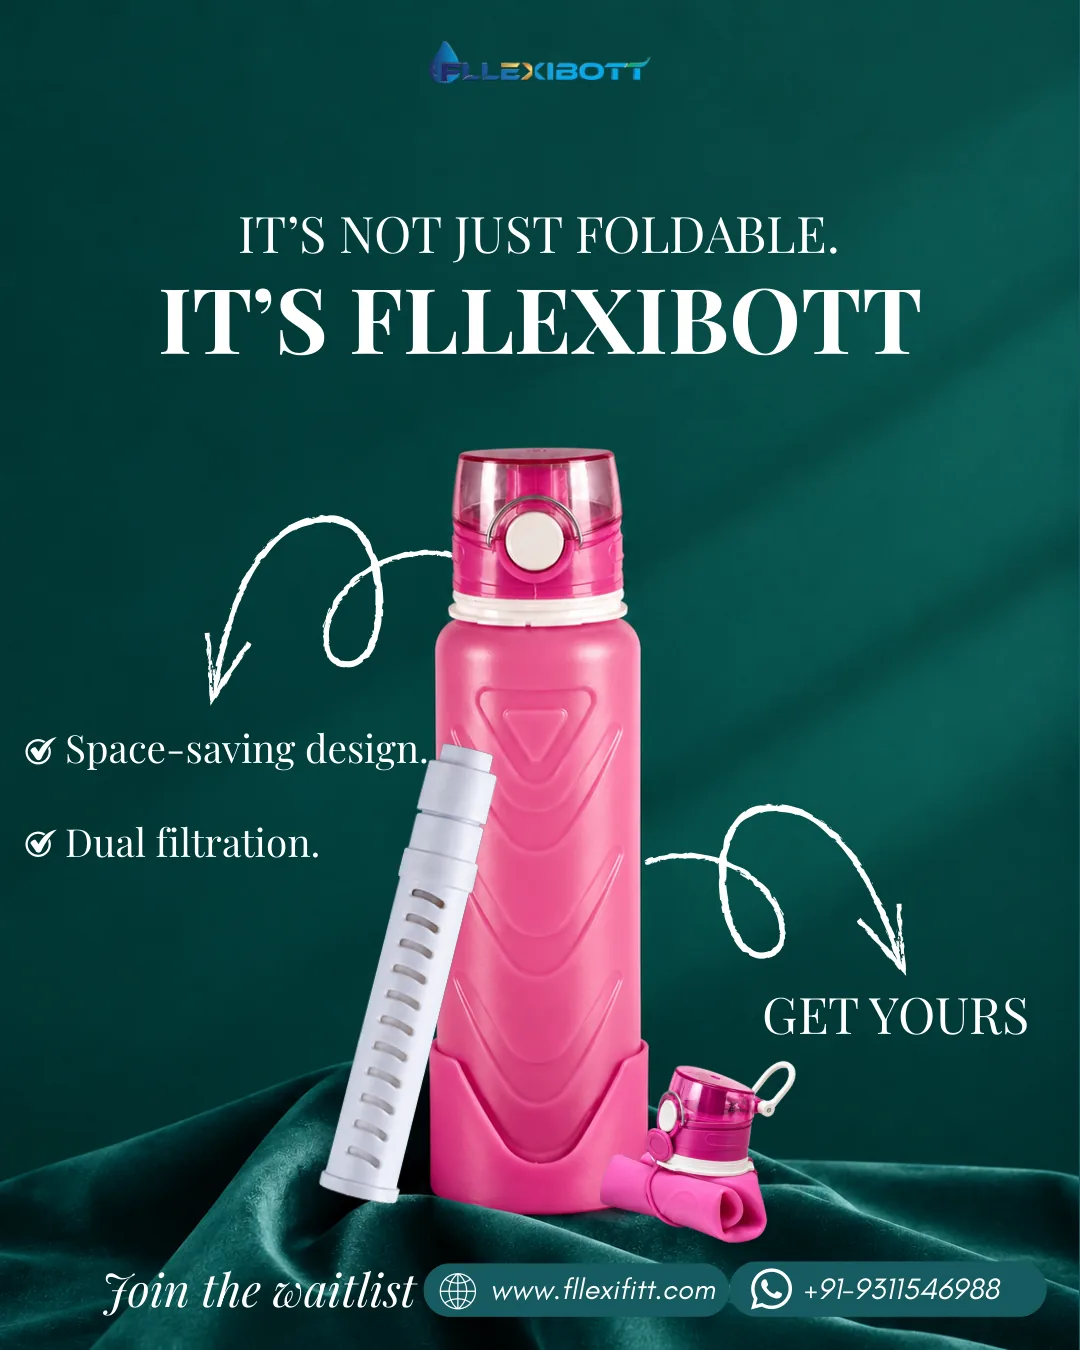 FLLEXIBOTT
IT’S NOT JUST FOLDABLE.
IT’S FLLEXIBOTT
Space-saving design.
Dual filtration.
GET YOURS
Join the waitlist
www.fllexifitt.com
+91-9311546988